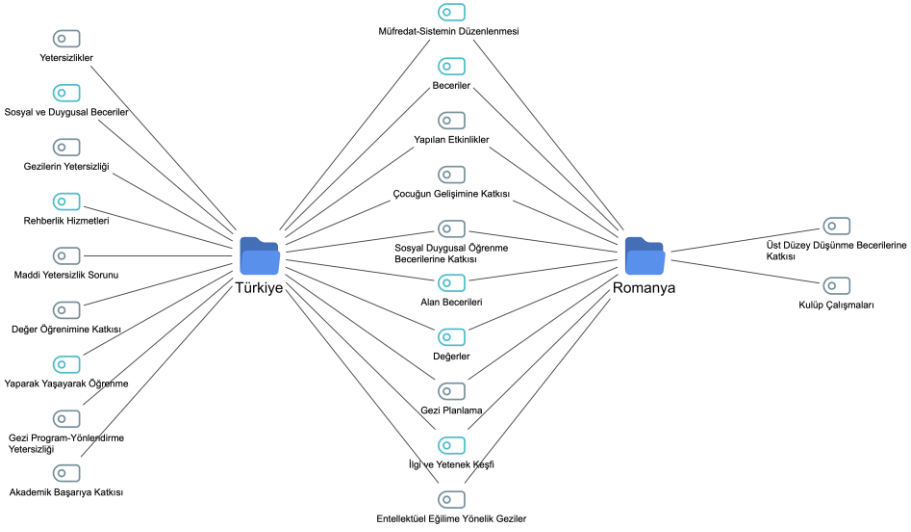 Yetersizlikler
Sosyal ve Duygusal Beceriler
Gezilerin Yetersizliği
Rehberlik Hizmetleri
Maddi Yetersizlik Sorunu
Değer Öğrenimine Katkısı
Yaparak Yaşayarak Öğrenme
Gezi Program-Yönlendirme
Yetersizliği
Akademik Başarıya Katkısı
Türkiye
Müfredat-Sistemin Düzenlenmesi
Beceriler
Yapılan Etkinlikler
Çocuğun Gelişimine Katkısı
Sosyal Duygusal Öğrenme
Becerilerine Katkısı
Alan Becerileri
Değerler
Gezi Planlama
İlgi ve Yetenek Keşfi
Entellektüel Eğilime Yönelik Geziler
Romanya
Üst Düzey Düşünme Becerilerine
Katkısı
Kulüp Çalışmaları